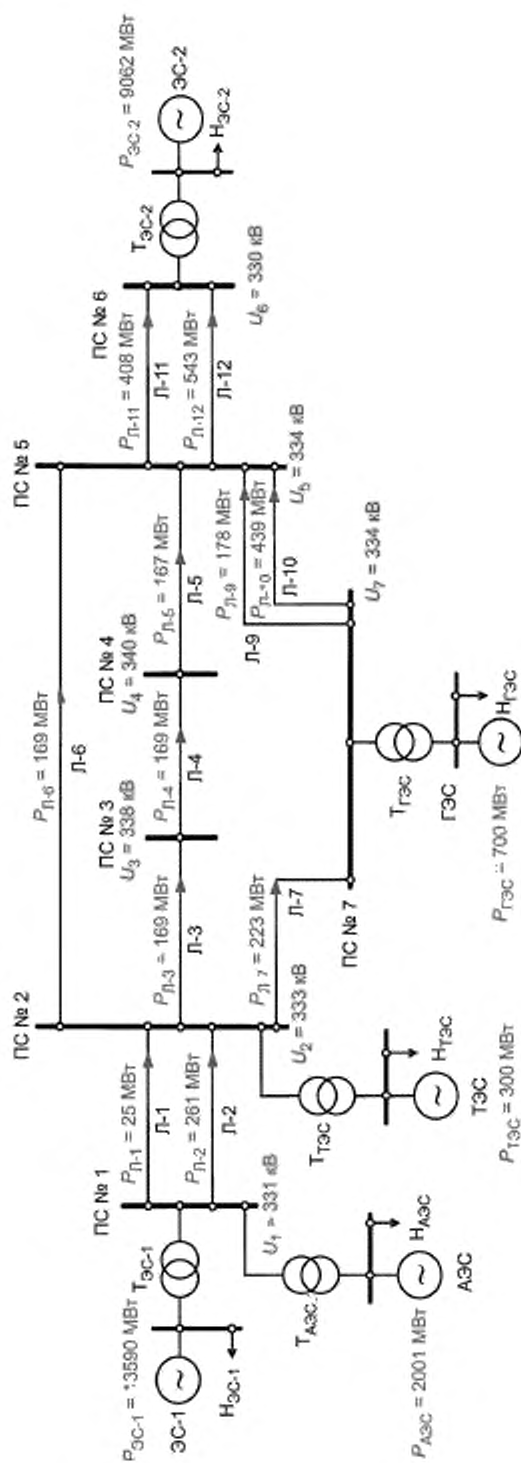 P_ЭС-1 = 13590 МВт
ЭС-1
Н_ЭС-1
Т_ЭС-1
P_АЭС = 2001 МВт
АЭС
Н_АЭС
Т_АЭС.
ПС № 1
U_1 = 331 кВ
P_Л-1 = 25 МВт
Л-1
P_Л-2 = 261 МВт
Л-2
ПС № 2
U_2 = 333 кВ
Т_ТЭС
Н_ТЭС
ТЭС
P_ТЭС = 300 МВт
P_Л-6 = 169 МВт
Л-6
P_Л-3 = 169 МВт
Л-3
P_Л-7 = 223 МВт
Л-7
ПС № 3
U_3 = 338 кВ
P_Л-4 = 169 МВт
Л-4
ПС № 4
U_4 = 340 кВ
P_Л-5 = 167 МВт
Л-5
ПС № 7
U_7 = 334 кВ
Т_ГЭС
ГЭС
Н_ГЭС
P_ГЭС = 700 МВт
P_Л-9 = 178 МВт
Л-9
P_Л-10 = 439 МВт
Л-10
ПС № 5
U_5 = 334 кВ
P_Л-11 = 408 МВт
Л-11
P_Л-12 = 543 МВт
Л-12
ПС № 6
U_6 = 330 кВ
Т_ЭС-2
P_ЭС-2 = 9062 МВт
ЭС-2
Н_ЭС-2